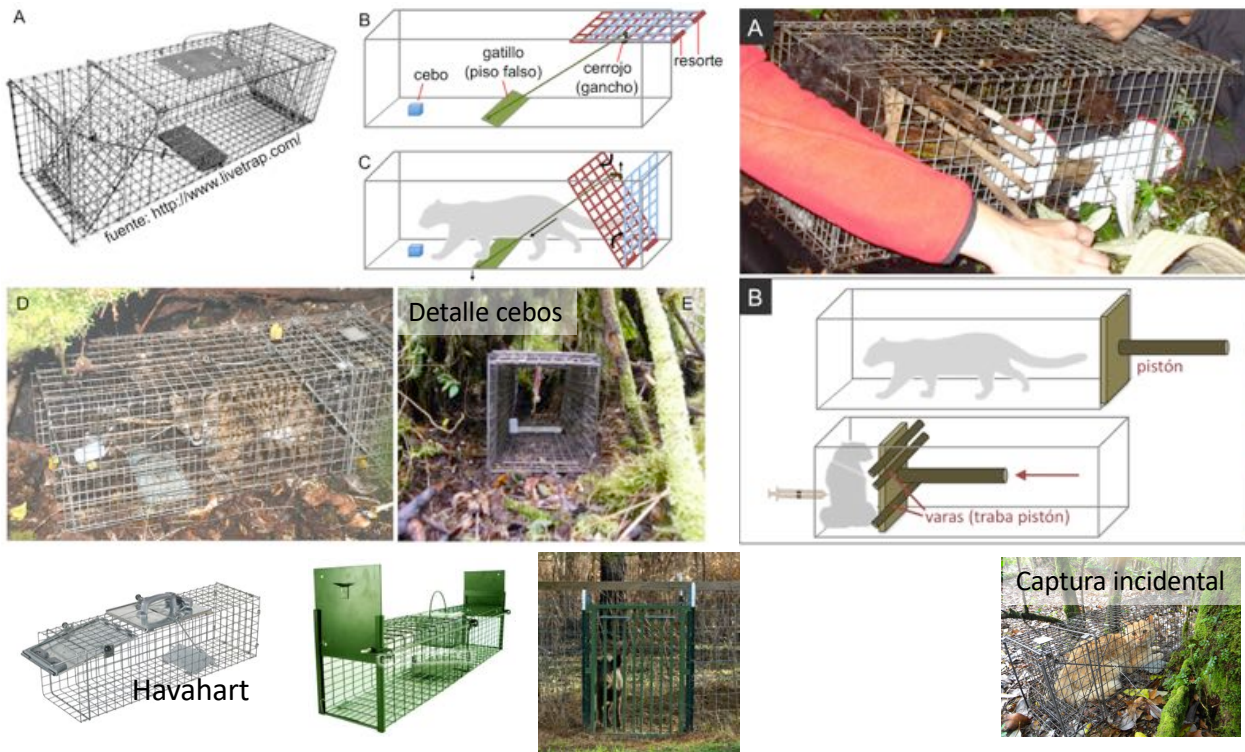 A
fuente: http://www.livetrap.com/
B
cebo
gatillo
(piso falso)
cerrojo
(gancho)
resorte
C
A
D
Detalle cebos
E
B
pistón
varas (traba pistón)
Havahart
Captura incidental